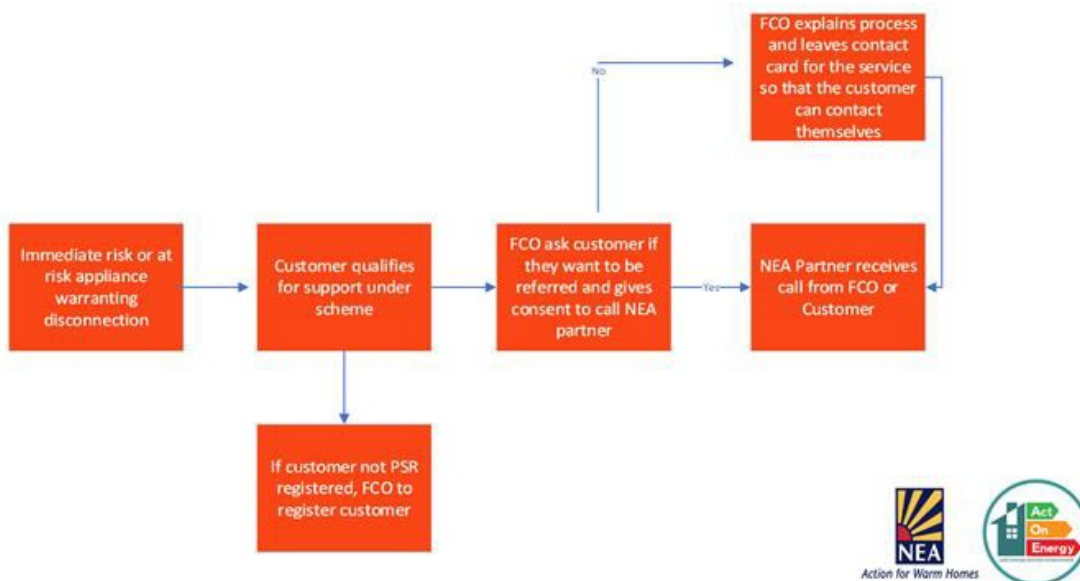 FCO explains process
and leaves contact
card for the service
so that the customer
can contact
themselves
No
Immediate risk or at
risk appliance
warranting
disconnection
Customer qualifies
for support under
scheme
FCO ask customer if
they want to be
referred and gives
consent to call NEA
partner
Yes
NEA Partner receives
call from FCO or
Customer
If customer not PSR
registered, FCO to
register customer
NEA
Action for Warm Homes
Act
On
Energy